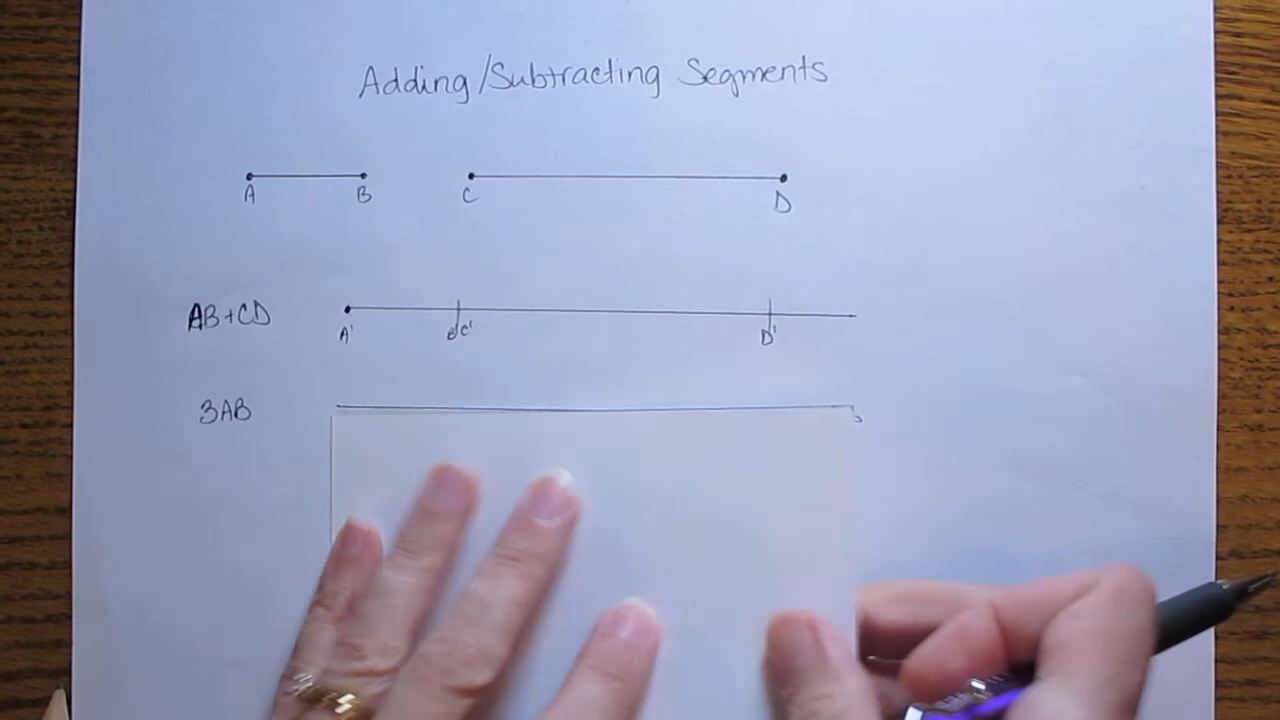 Adding/Subtracting Segments
A B C D
AB+CD
A' B'C' D'
3AB